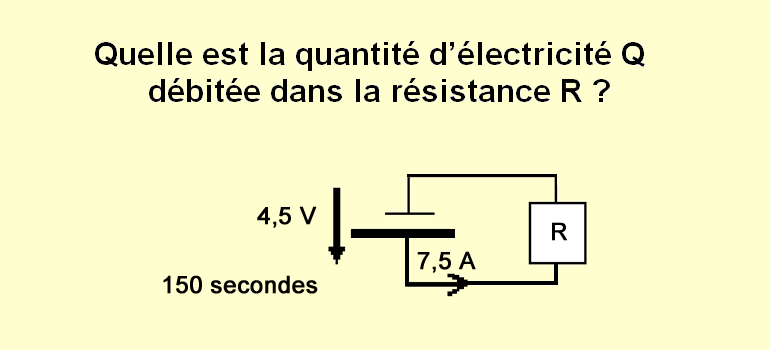 Quelle est la quantité d’électricité Q
débitée dans la résistance R ?
4,5 V
R
7,5 A
150 secondes